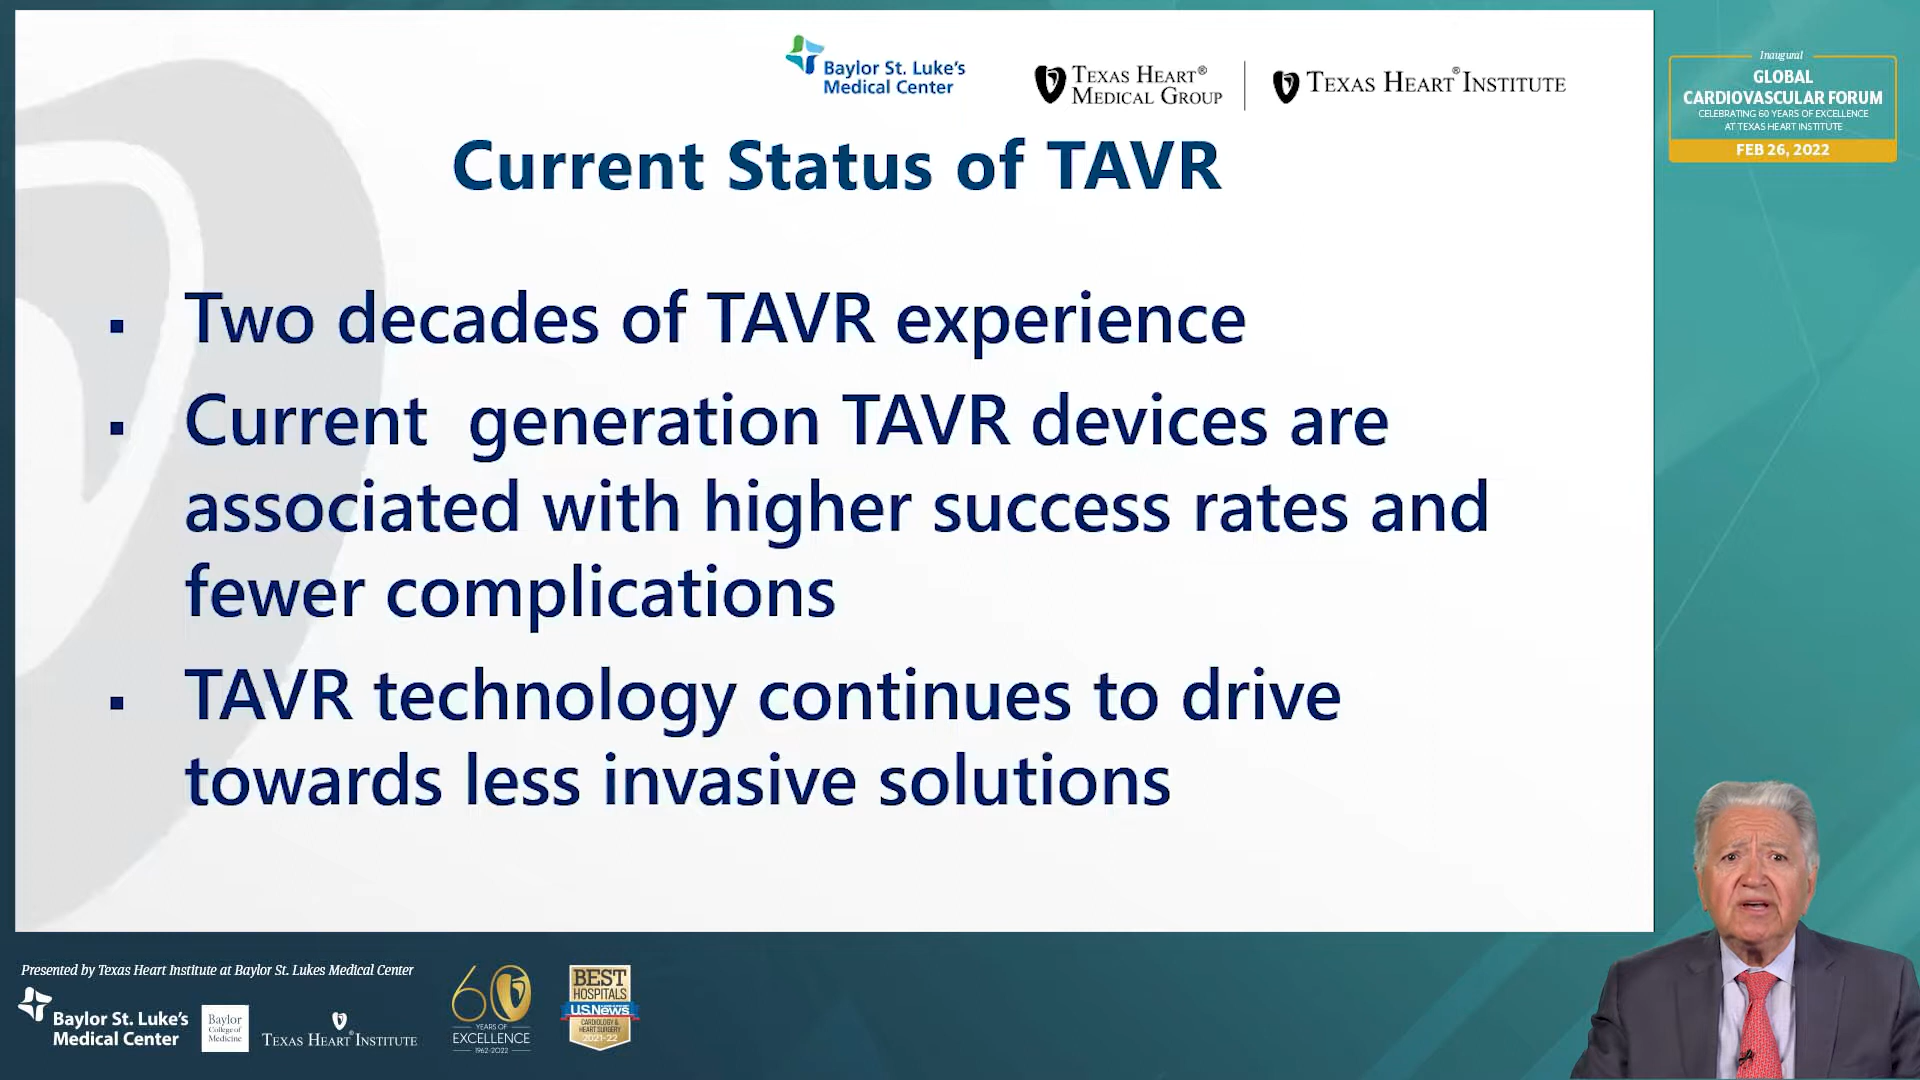 Baylor St. Luke's
Medical Center
TEXAS HEART®
MEDICAL GROUP
TEXAS HEART® INSTITUTE
Inaugural
GLOBAL
CARDIOVASCULAR FORUM
CELEBRATING 60 YEARS OF EXCELLENCE
AT TEXAS HEART INSTITUTE
FEB 26, 2022
Current Status of TAVR
▪ Two decades of TAVR experience
▪ Current generation TAVR devices are
associated with higher success rates and
fewer complications
▪ TAVR technology continues to drive
towards less invasive solutions
Presented by Texas Heart Institute at Baylor St. Lukes Medical Center
Baylor St. Luke's
Medical Center
Baylor
College of
Medicine
TEXAS HEART® INSTITUTE
60
YEARS OF
EXCELLENCE
1962-2022
BEST
HOSPITALS
U.S.News
CARDIOLOGY &
HEART SURGERY
2021-22